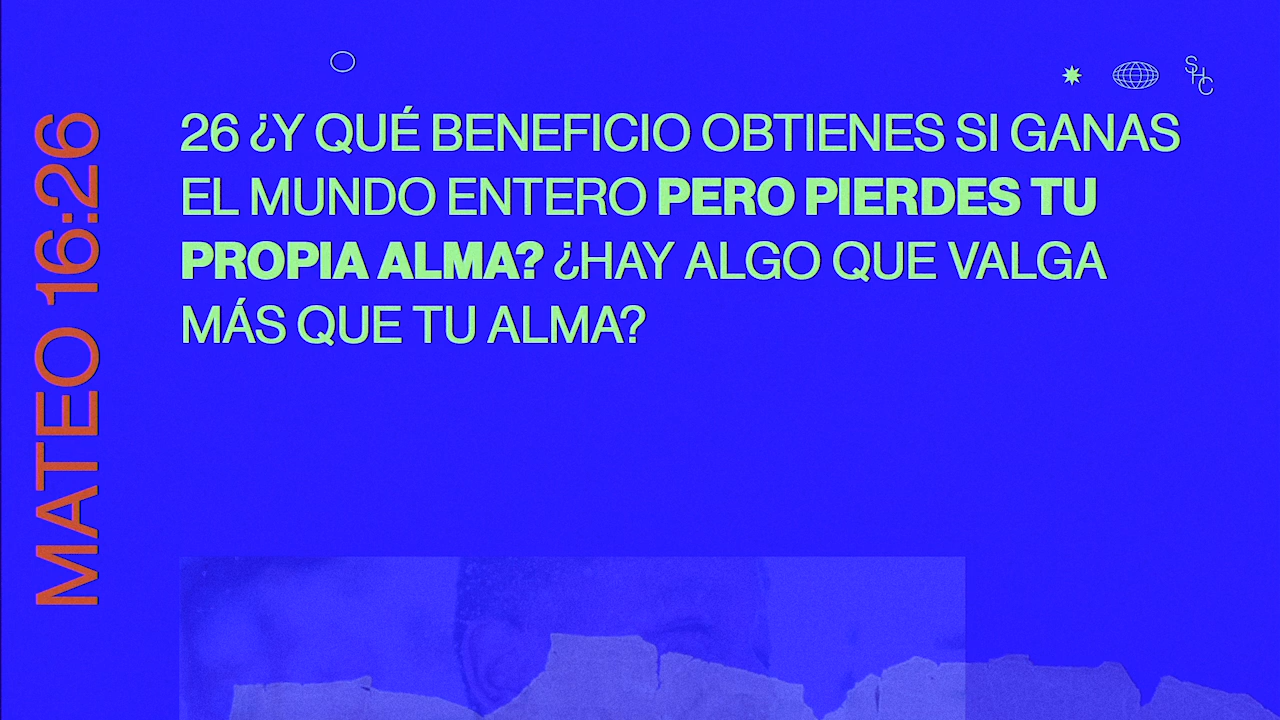 SHC
MATEO 16:26
26 ¿Y QUÉ BENEFICIO OBTIENES SI GANAS
EL MUNDO ENTERO PERO PIERDES TU
PROPIA ALMA? ¿HAY ALGO QUE VALGA
MÁS QUE TU ALMA?